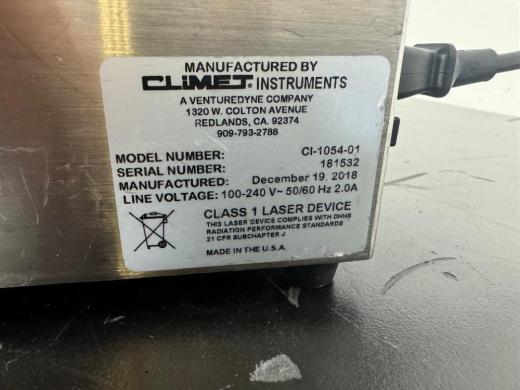 MANUFACTURED BY
CLiMET® INSTRUMENTS
A VENTUREDYNE COMPANY
1320 W. COLTON AVENUE
REDLANDS, CA. 92374
909-793-2788
MODEL NUMBER: CI-1054-01
SERIAL NUMBER: 181532
MANUFACTURED: December 19, 2018
LINE VOLTAGE: 100-240 V~ 50/60 Hz 2.0A
CLASS 1 LASER DEVICE
THIS LASER DEVICE COMPLIES WITH DHHS
RADIATION PERFORMANCE STANDARDS
21 CFR SUBCHAPTER J
MADE IN THE U.S.A.